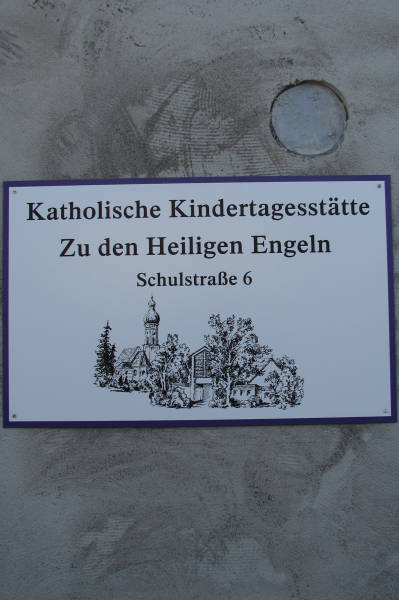 Katholische Kindertagesstätte
Zu den Heiligen Engeln
Schulstraße 6